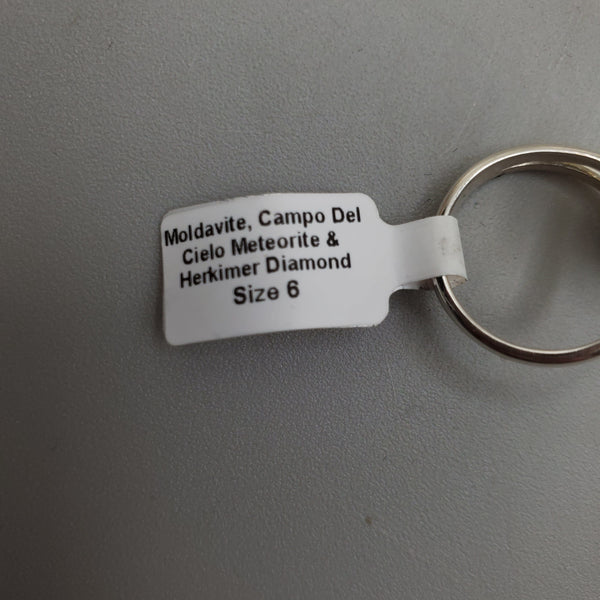 Moldavite, Campo Del
Cielo Meteorite &
Herkimer Diamond
Size 6